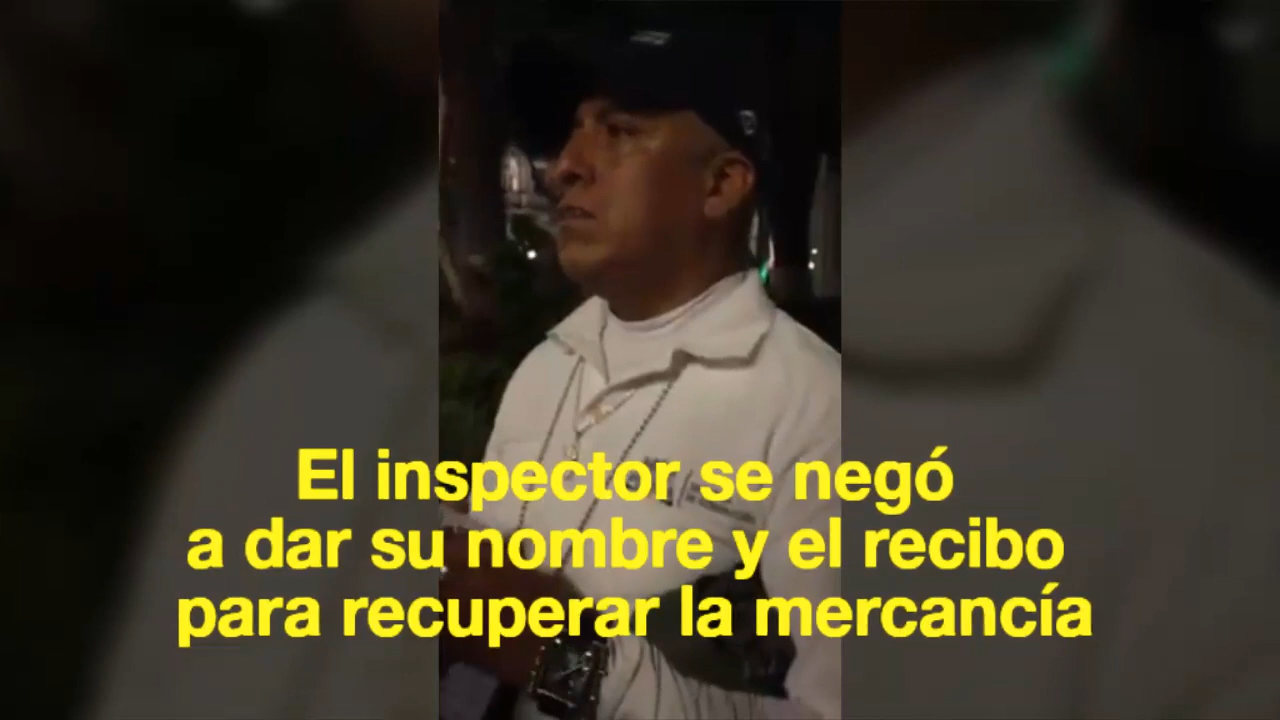 El inspector se negó
a dar su nombre y el recibo
para recuperar la mercancía